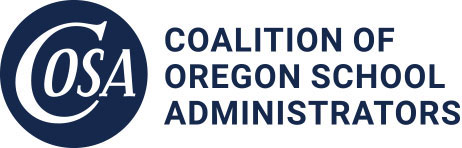 COSA
COALITION OF
OREGON SCHOOL
ADMINISTRATORS